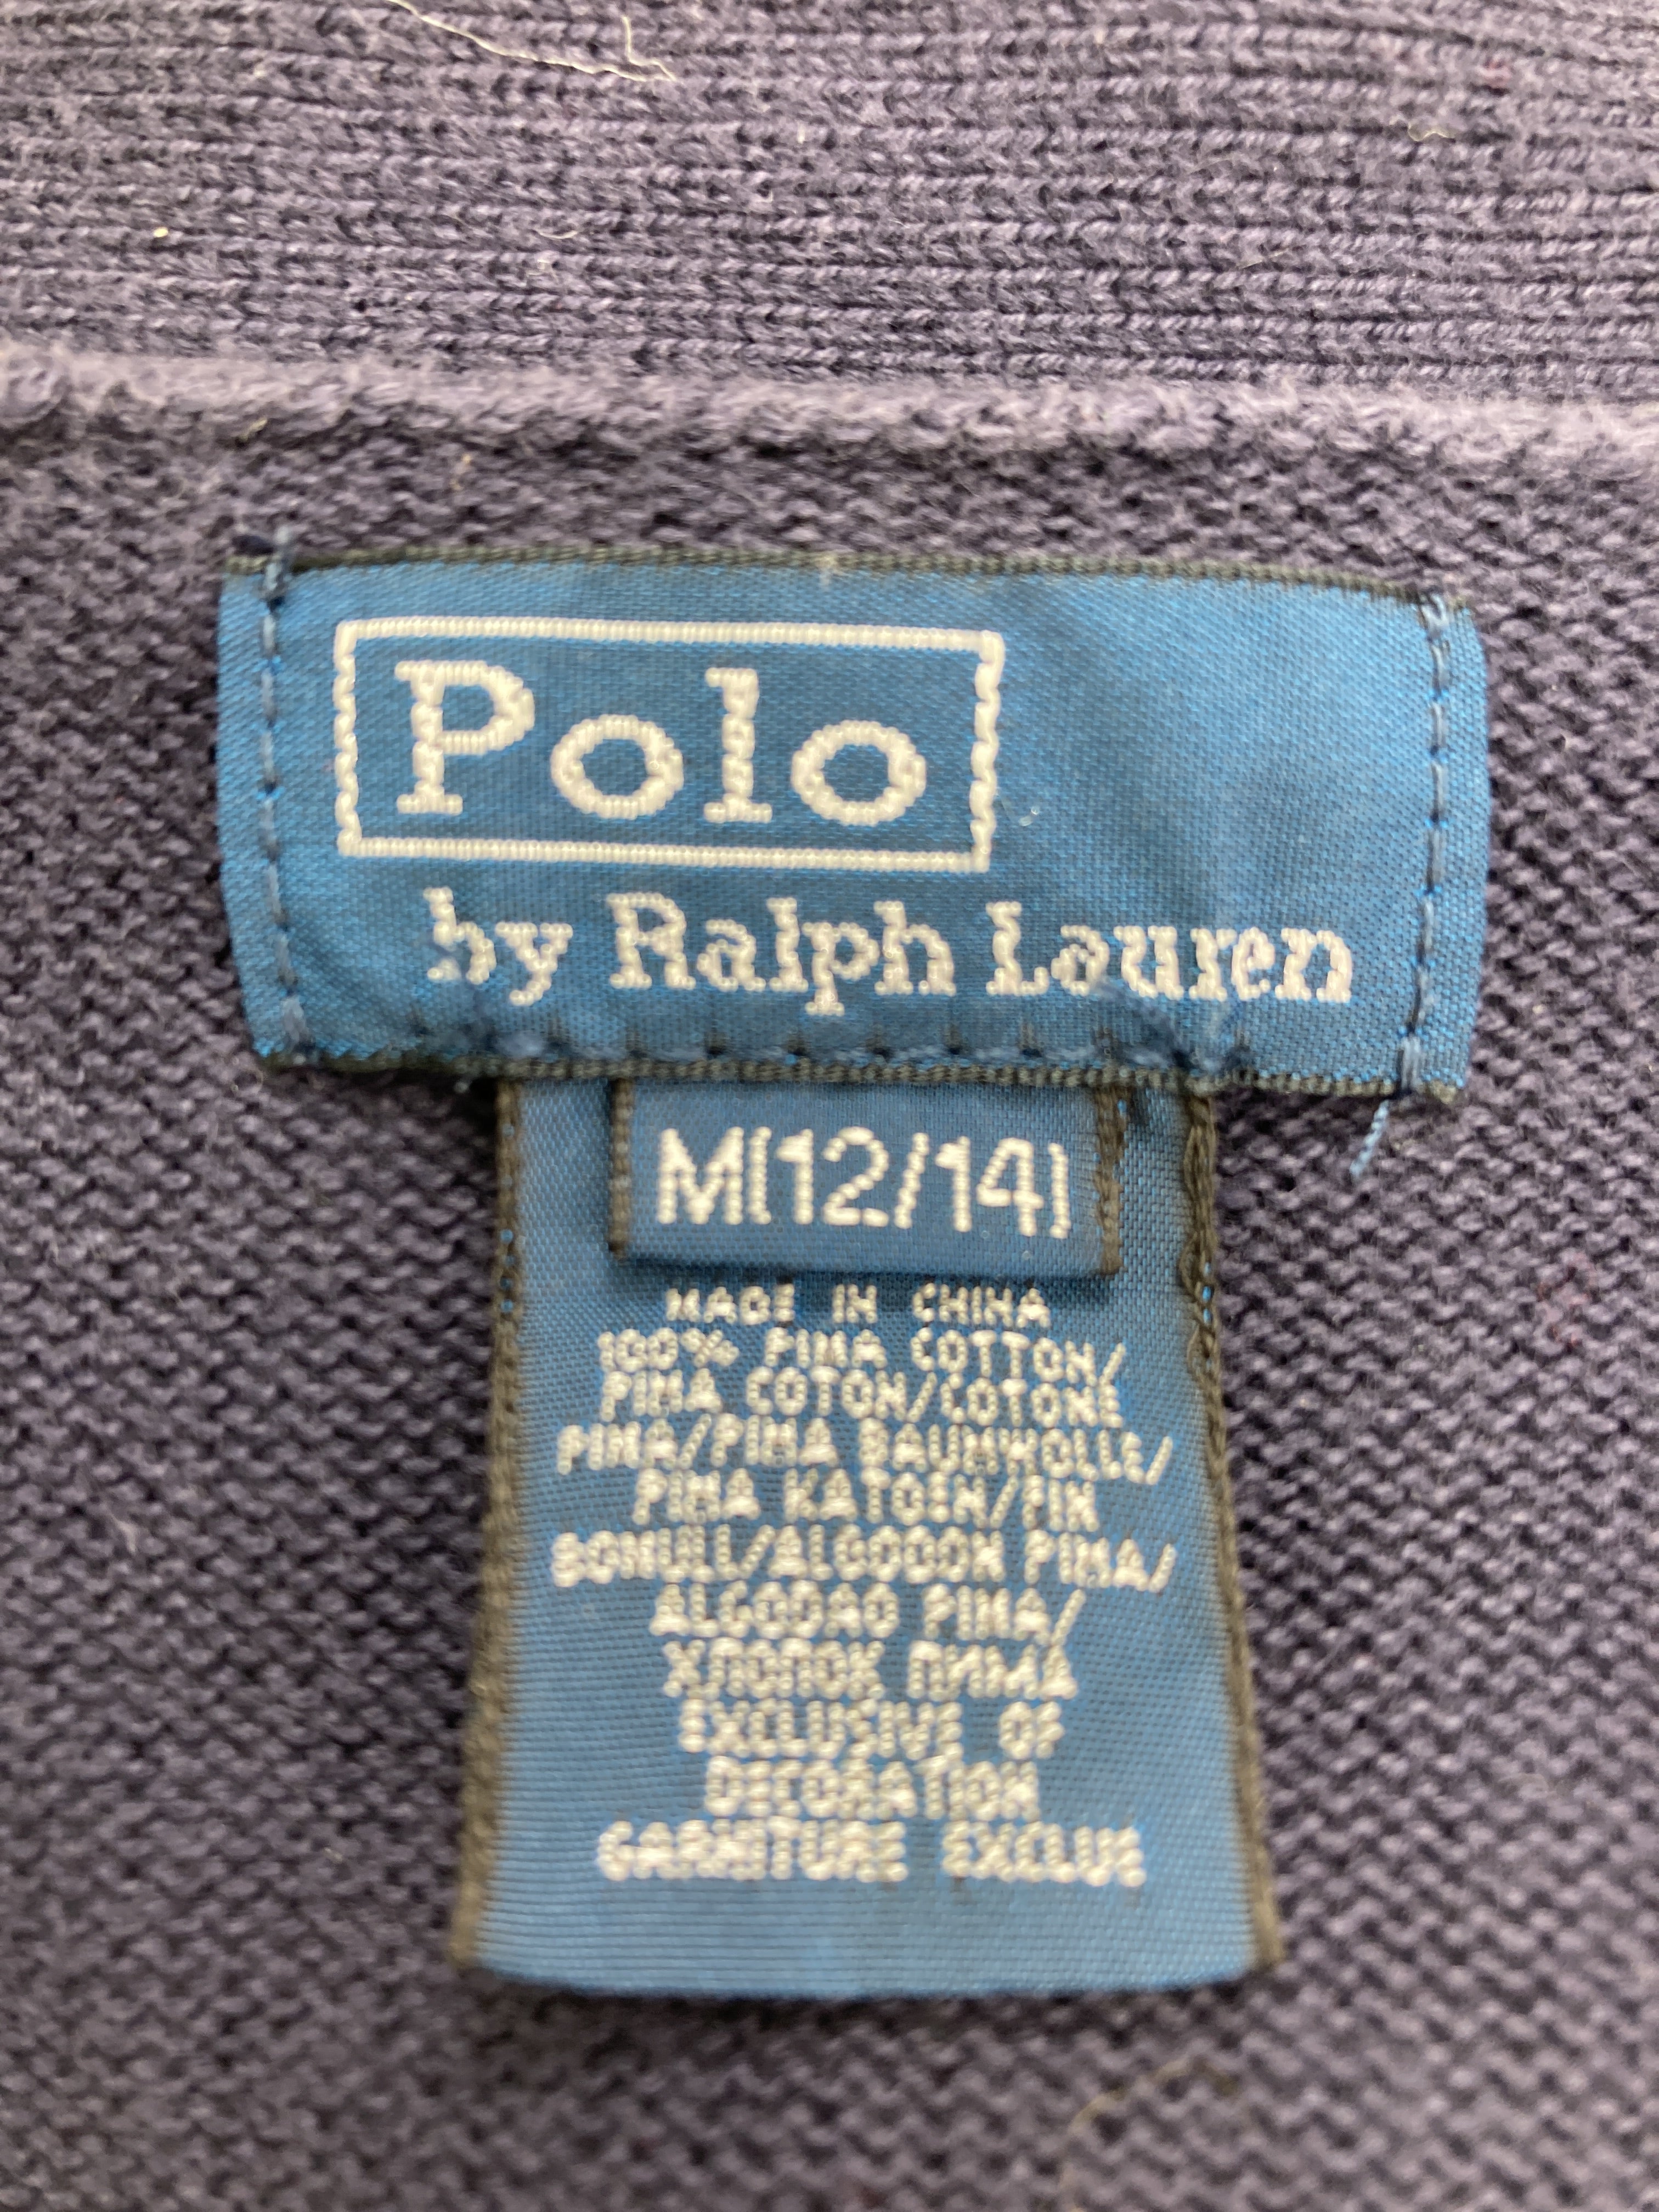 Polo
by Ralph Lauren
M(12/14)
MADE IN CHINA
100% PIMA COTTON/
PIMA COTON/COTONE
PIMA/PIMA BAUMWOLLE/
PIMA KATOEN/FIN
BOMULL/ALGODON PIMA/
ALGODAO PIMA/
ХЛОПОК ПИМА
EXCLUSIVE OF
DECORATION
GARNITURE EXCLUE